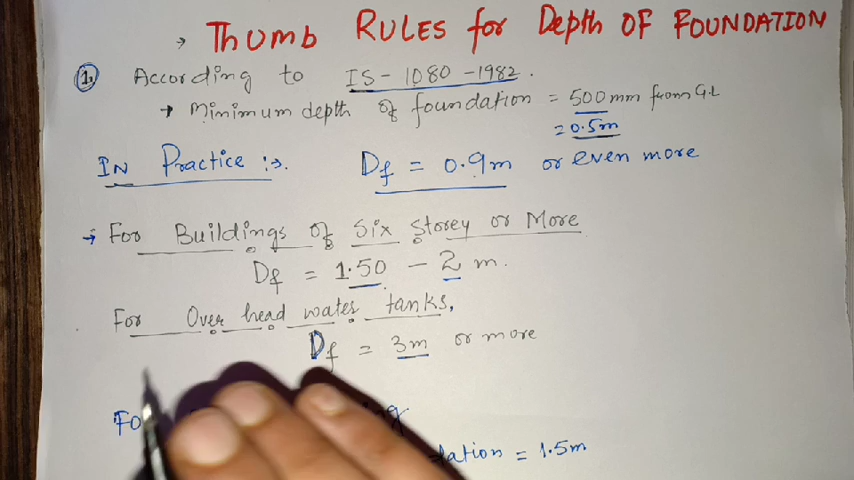 → Thumb RULES for Depth OF FOUNDATION
1. According to IS-1080-1982.
→ Minimum depth of foundation = 500mm from G.L
= 0.5m
IN Practice :-. Df = 0.9m or even more
→ For Buildings of Six Storey or More
Df = 1.50 - 2 m.
For Over head water tanks,
Df = 3m or more
= 1.5m